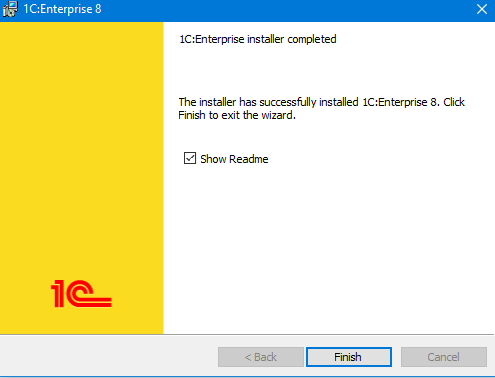 1C:Enterprise 8
1C:Enterprise installer completed
The installer has successfully installed 1C:Enterprise 8. Click
Finish to exit the wizard.
Show Readme
1C
< Back
Finish
Cancel